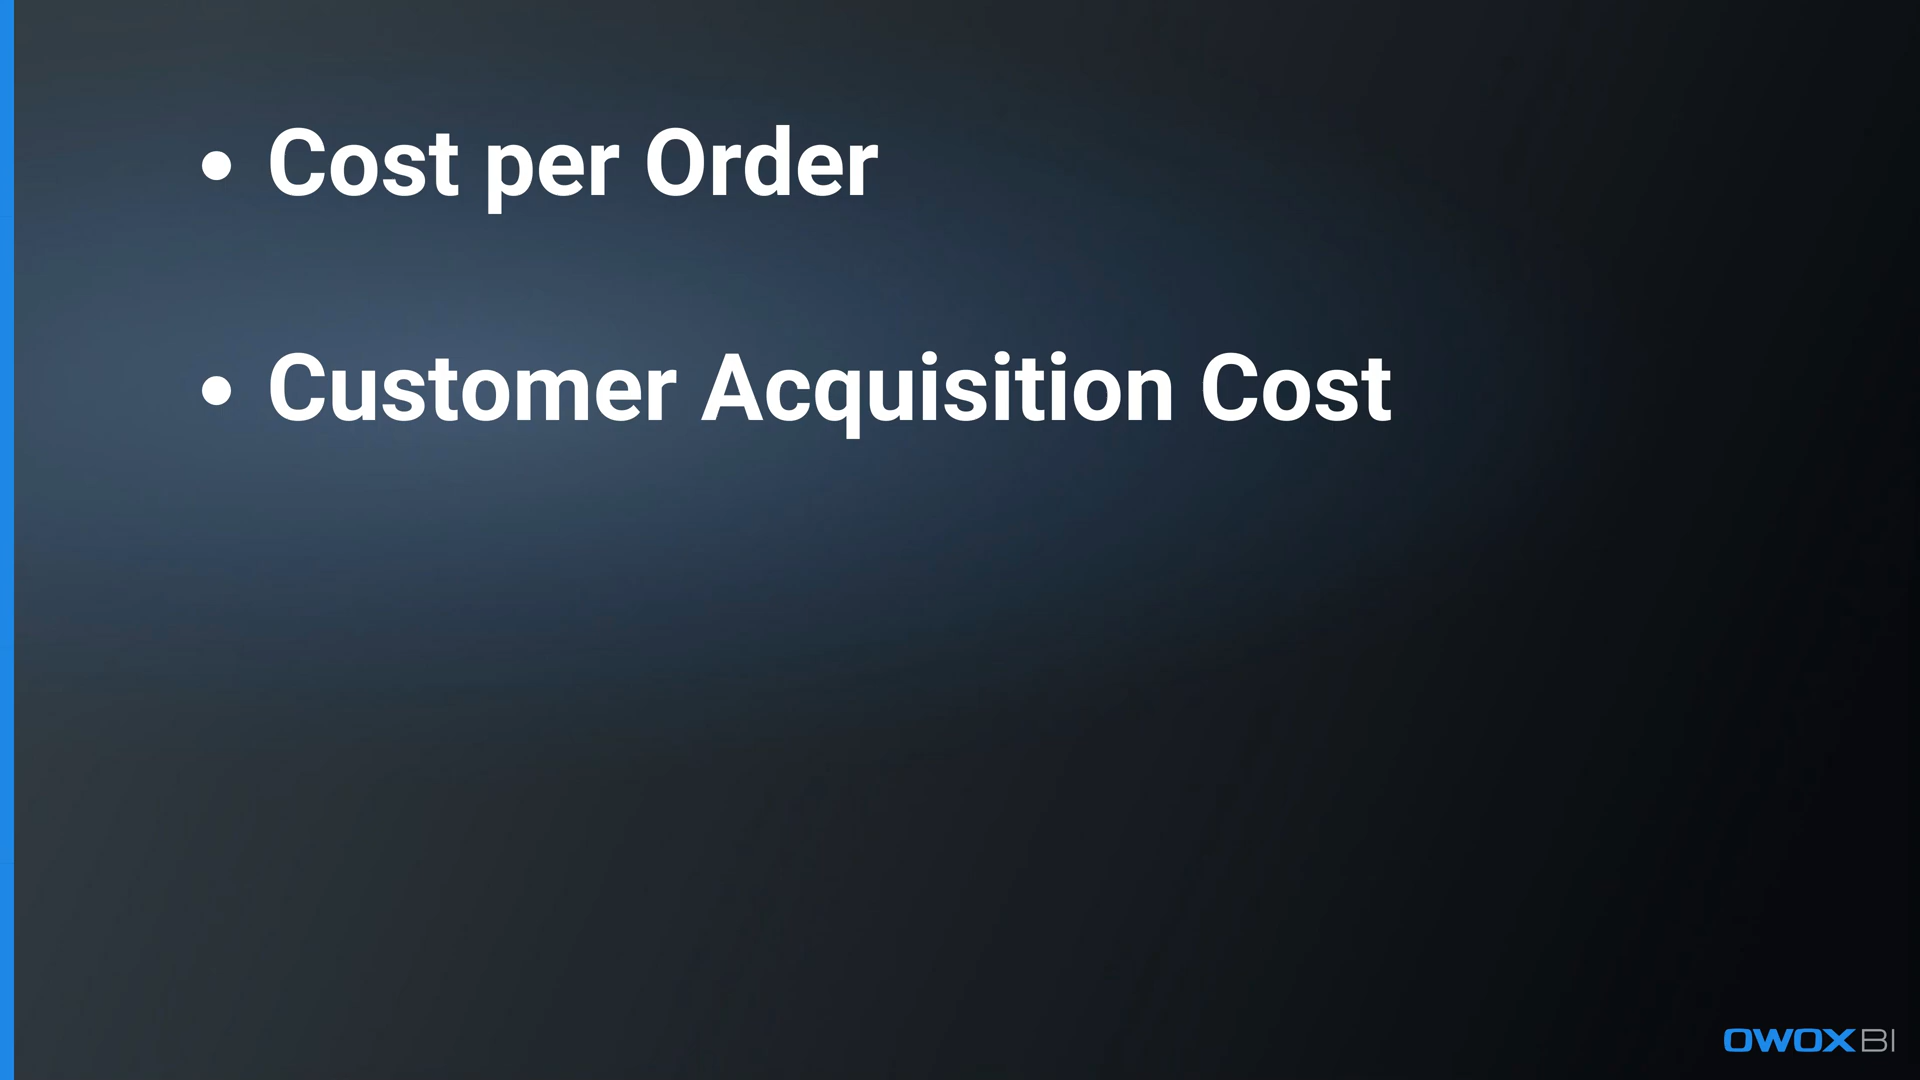 • Cost per Order
• Customer Acquisition Cost
OWOX BI